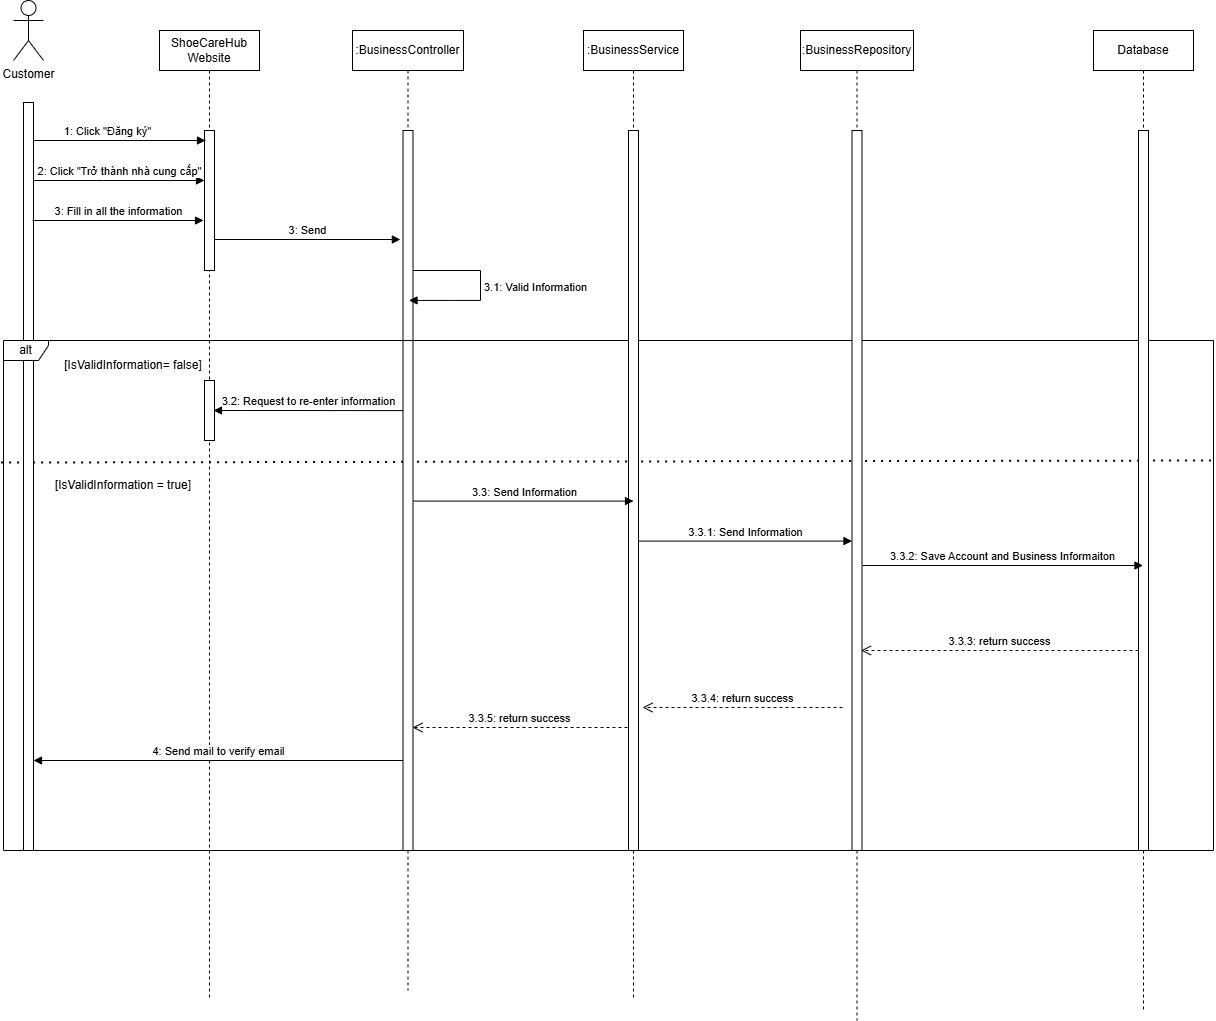 Customer
ShoeCareHub
Website
:BusinessController
:BusinessService
:BusinessRepository
Database
1: Click "Đăng ký"
2: Click "Trở thành nhà cung cấp"
3: Fill in all the information
3: Send
3.1: Valid Information
alt
[IsValidInformation= false]
3.2: Request to re-enter information
[IsValidInformation = true]
3.3: Send Information
3.3.1: Send Information
3.3.2: Save Account and Business Informaiton
3.3.3: return success
3.3.4: return success
3.3.5: return success
4: Send mail to verify email